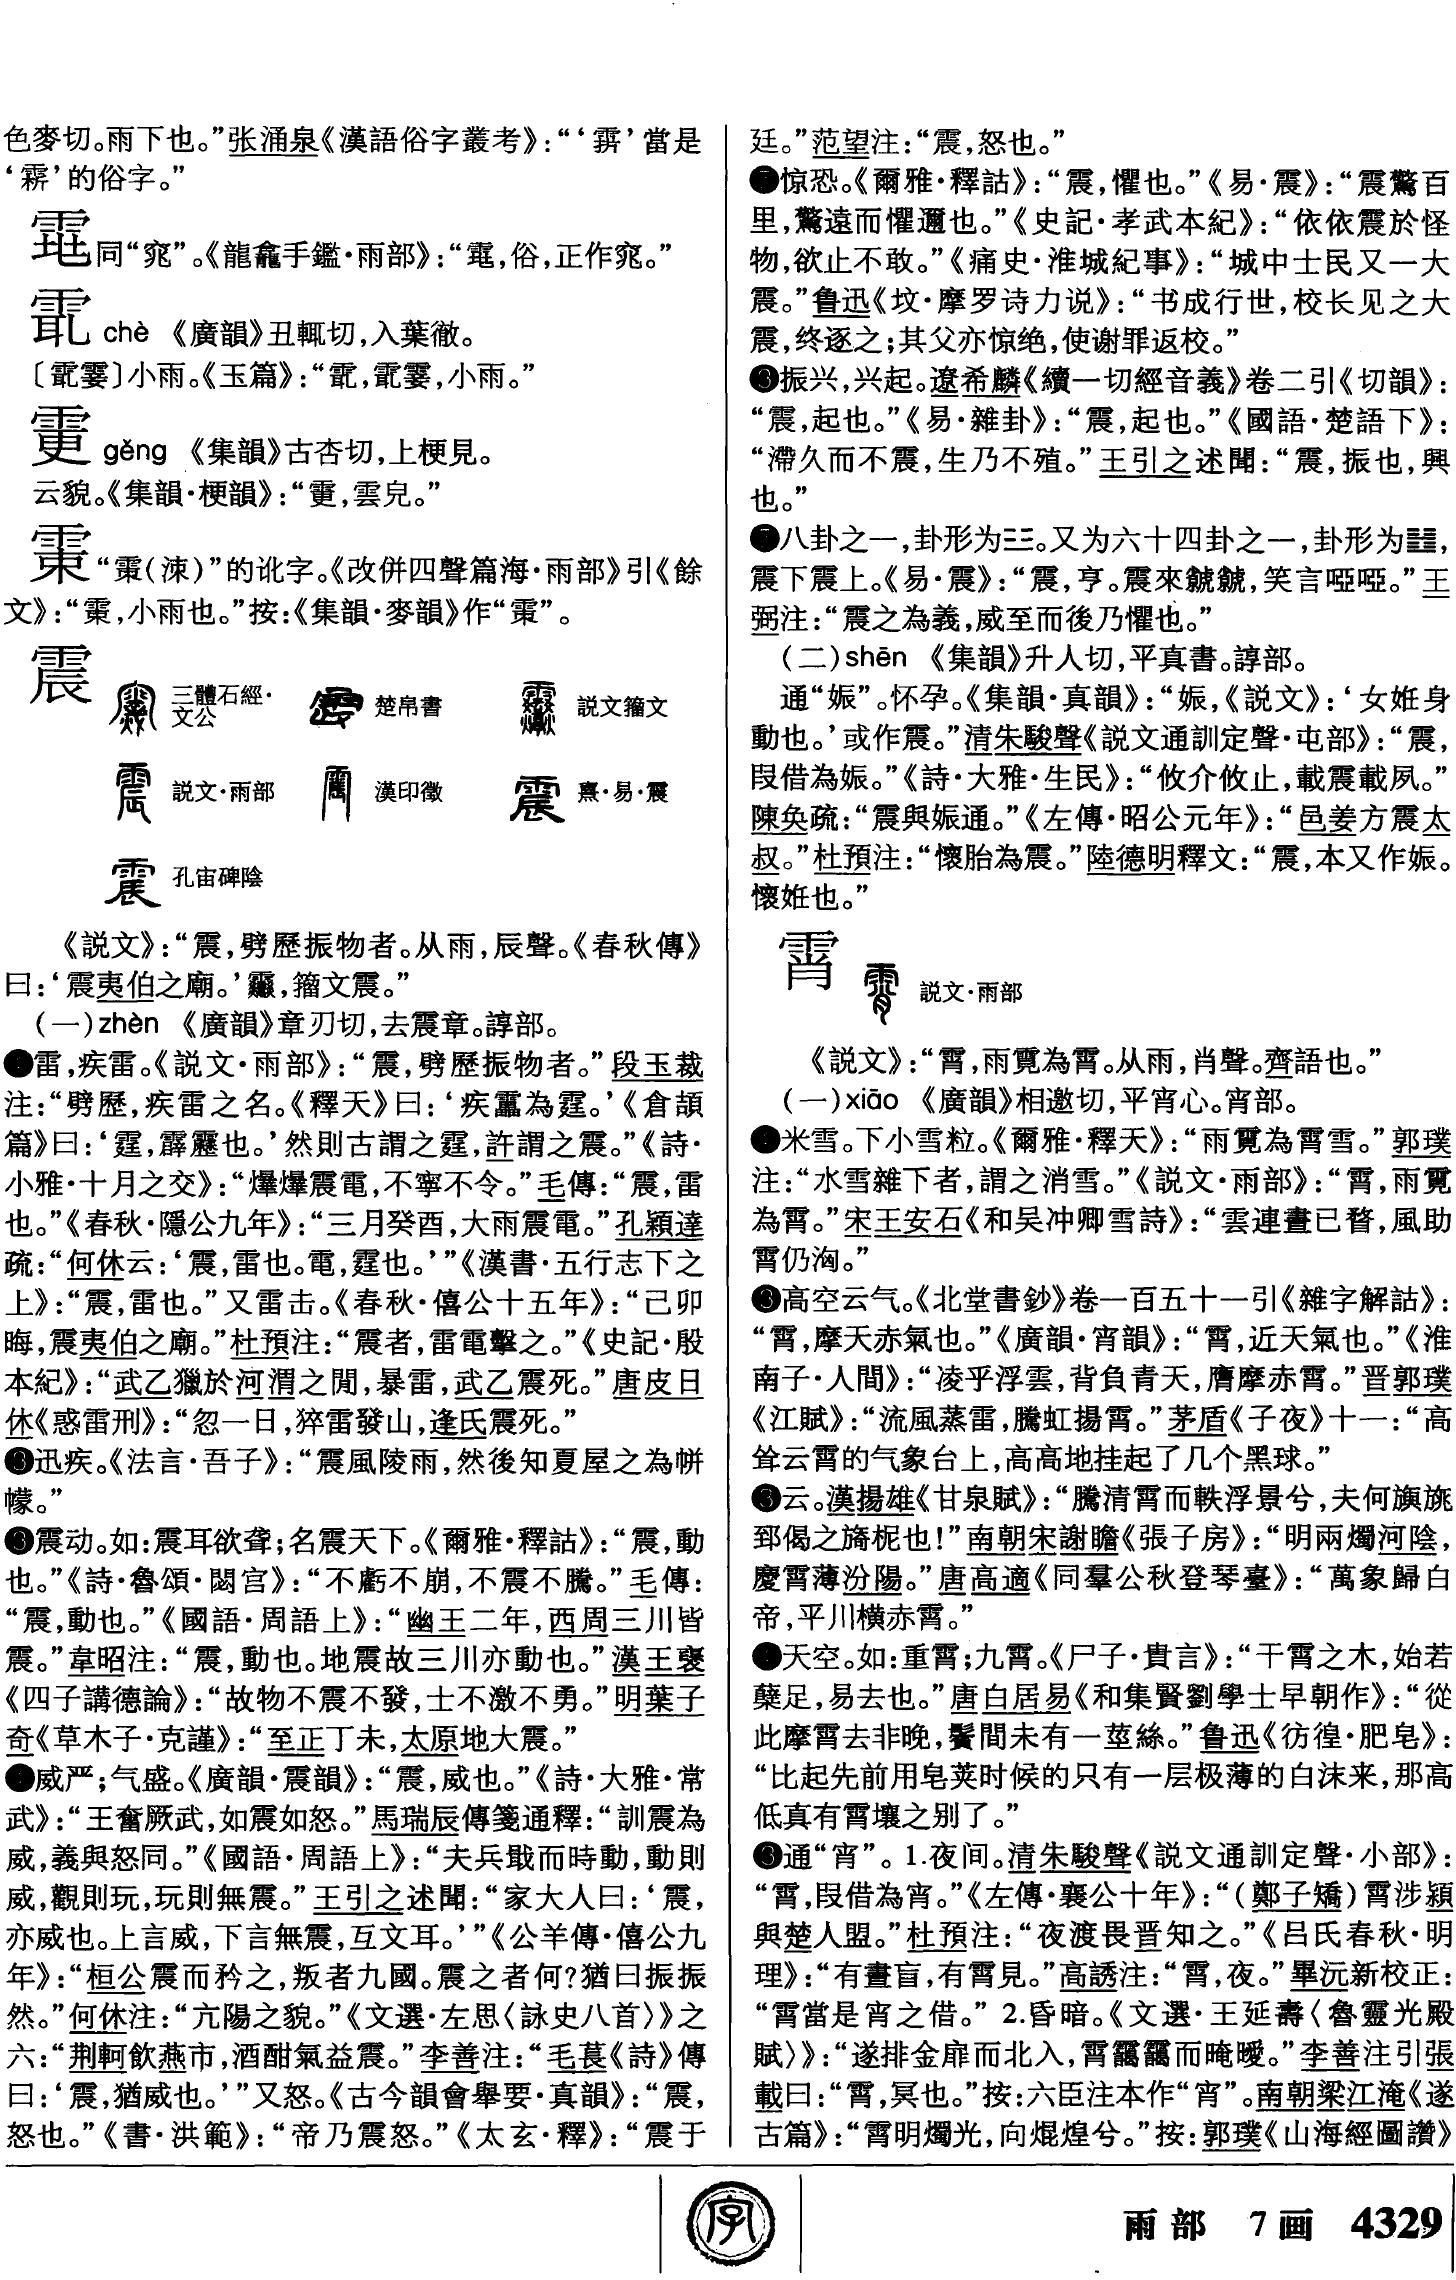 色麥切。雨下也。”张涌泉《漢語俗字叢考》：“‘䨛’當是
的俗字。”
同“窕”。《龍龕手鑑·雨部》：“，俗，正作窕。”
chè 《廣韻》丑輒切，入葉徹。
小雨。《玉篇》：“小雨。”
䨣 gěng 《集韻》古杏切，上梗見。
云貌。《集韻·梗韻》：“䨣，雲皃。”
的讹字。《改併四聲篇海·雨部》引《餘
文》：“，小雨也。”按：《集韻·麥韻》作
震 三體石經·文公 楚帛書 説文籀文
説文·雨部 漢印徵 熹·易·震
孔宙碑陰
《説文》：“震，劈歷振物者。从雨，辰聲。《春秋傳》
曰：‘震夷伯之廟。’，籀文震。”
（一）zhèn 《廣韻》章刃切，去震章。諄部。
雷，疾雷。《説文·雨部》：“震，劈歷振物者。”段玉裁
注：“劈歷，疾雷之名。《釋天》曰：‘疾靁為霆。’《倉頡
篇》曰：‘霆，霹靂也。’然則古謂之霆，許謂之震。”《詩·
小雅·十月之交》：“爗爗震電，不寧不令。”毛傳：“震，雷
也。”《春秋·隱公九年》：“三月癸酉，大雨震電。”孔穎達
疏：“何休云：‘震，雷也。電，霆也。’”《漢書·五行志下之
上》：“震，雷也。”又雷击。《春秋·僖公十五年》：“己卯
晦，震夷伯之廟。”杜預注：“震者，雷電擊之。”《史記·殷
本紀》：“武乙獵於河渭之閒，暴雷，武乙震死。”唐皮日
休《惑雷刑》：“忽一日，猝雷發山，逢氏震死。”
迅疾。《法言·吾子》：“震風陵雨，然後知夏屋之為帡
幪。”
❸震动。如：震耳欲聋；名震天下。《爾雅·釋詁》：“震，動
也。”《詩·魯頌·閟宫》：“不虧不崩，不震不騰。”毛傳：
“震，動也。”《國語·周語上》：“幽王二年，西周三川皆
震。”韋昭注：“震，動也。地震故三川亦動也。”漢王襃
《四子講德論》：“故物不震不發，士不激不勇。”明葉子
奇《草木子·克謹》：“至正丁未，太原地大震。”
威严；气盛。《廣韻·震韻》：“震，威也。”《詩·大雅·常
武》：“王奮厥武，如震如怒。”馬瑞辰傳箋通釋：“訓震為
威，義與怒同。”《國語·周語上》：“夫兵戢而時動，動則
威，觀則玩，玩則無震。”王引之述聞：“家大人曰：‘震，
亦威也。上言威，下言無震，互文耳。’”《公羊傳·僖公九
年》：“桓公震而矜之，叛者九國。震之者何？猶曰振振
然。”何休注：“亢陽之貌。”《文選·左思〈詠史八首〉》之
六：“荆軻飲燕市，酒酣氣益震。”李善注：“毛萇《詩》傳
曰：‘震，猶威也。’”又怒。《古今韻會舉要·真韻》：“震，
怒也。”《書·洪範》：“帝乃震怒。”《太玄·釋》：“震于
廷。”范望注：“震，怒也。”
惊恐。《爾雅·釋詁》：“震，懼也。”《易·震》：“震驚百
里，驚遠而懼邇也。”《史記·孝武本紀》：“依依震於怪
物，欲止不敢。”《痛史·淮城紀事》：“城中士民又一大
震。”鲁迅《坟·摩罗诗力说》：“书成行世，校长见之大
震，终逐之；其父亦惊绝，使谢罪返校。”
振兴，兴起。遼希麟《續一切經音義》卷二引《切韻》：
“震，起也。”《易·雜卦》：“震，起也。”《國語·楚語下》：
“滯久而不震，生乃不殖。”王引之述聞：“震，振也，興
也。”
八卦之一，卦形为☳。又为六十四卦之一，卦形为䷲，
震下震上。《易·震》：“震，亨。震來虩虩，笑言啞啞。”王
弼注：“震之為義，威至而後乃懼也。”
（二）shēn 《集韻》升人切，平真書。諄部。
通“娠”。怀孕。《集韻·真韻》：“娠，《説文》：‘女妊身
動也。’或作震。”清朱駿聲《説文通訓定聲·屯部》：“震，
叚借為娠。”《詩·大雅·生民》：“攸介攸止，載震載夙。”
陳奂疏：“震與娠通。”《左傳·昭公元年》：“邑姜方震太
叔。”杜預注：“懷胎為震。”陸德明釋文：“震，本又作娠。
懷妊也。”
霄 説文·雨部
《説文》：“霄，雨䨘為霄。从雨，肖聲。齊語也。”
（一）xiāo 《廣韻》相邀切，平宵心。宵部。
米雪。下小雪粒。《爾雅·釋天》：“雨䨘為霄雪。”郭璞
注：“水雪雜下者，謂之消雪。”《説文·雨部》：“霄，雨䨘
為霄。”宋王安石《和吴冲卿雪詩》：“雲連晝已瞀，風助
霄仍洶。”
高空云气。《北堂書鈔》卷一百五十一引《雜字解詁》：
“霄，摩天赤氣也。”《廣韻·宵韻》：“霄，近天氣也。”《淮
南子·人間》：“凌乎浮雲，背負青天，膺摩赤霄。”晋郭璞
《江賦》：“流風蒸雷，騰虹揚霄。”茅盾《子夜》十一：“高
耸云霄的气象台上，高高地挂起了几个黑球。”
❸云。漢揚雄《甘泉賦》：“騰清霄而軼浮景兮，夫何旟旐
郅偈之旖柅也！”南朝宋謝瞻《張子房》：“明兩燭河陰，
慶霄薄汾陽。”唐高適《同羣公秋登琴臺》：“萬象歸白
帝，平川横赤霄。”
天空。如：重霄；九霄。《尸子·貴言》：“干霄之木，始若
蘖足，易去也。”唐白居易《和集賢劉學士早朝作》：“從
此摩霄去非晚，鬢間未有一莖絲。”鲁迅《彷徨·肥皂》：
“比起先前用皂荚时候的只有一层极薄的白沫来，那高
低真有霄壤之别了。”
通“宵”。1.夜间。清朱駿聲《説文通訓定聲·小部》：
“霄，叚借為宵。”《左傳·襄公十年》：“（鄭子矯）霄涉潁
與楚人盟。”杜預注：“夜渡畏晋知之。”《吕氏春秋·明
理》：“有晝盲，有霄見。”高誘注：“霄，夜。”畢沅新校正：
“霄當是宵之借。”2.昏暗。《文選·王延壽〈魯靈光殿
賦〉》：“遂排金扉而北入，霄靄靄而晻曖。”李善注引張
載曰：“霄，冥也。”按：六臣注本作“宵”。南朝梁江淹《遂
古篇》：“霄明燭光，向焜煌兮。”按：郭璞《山海經圖讚》
字
雨部 7画 4329